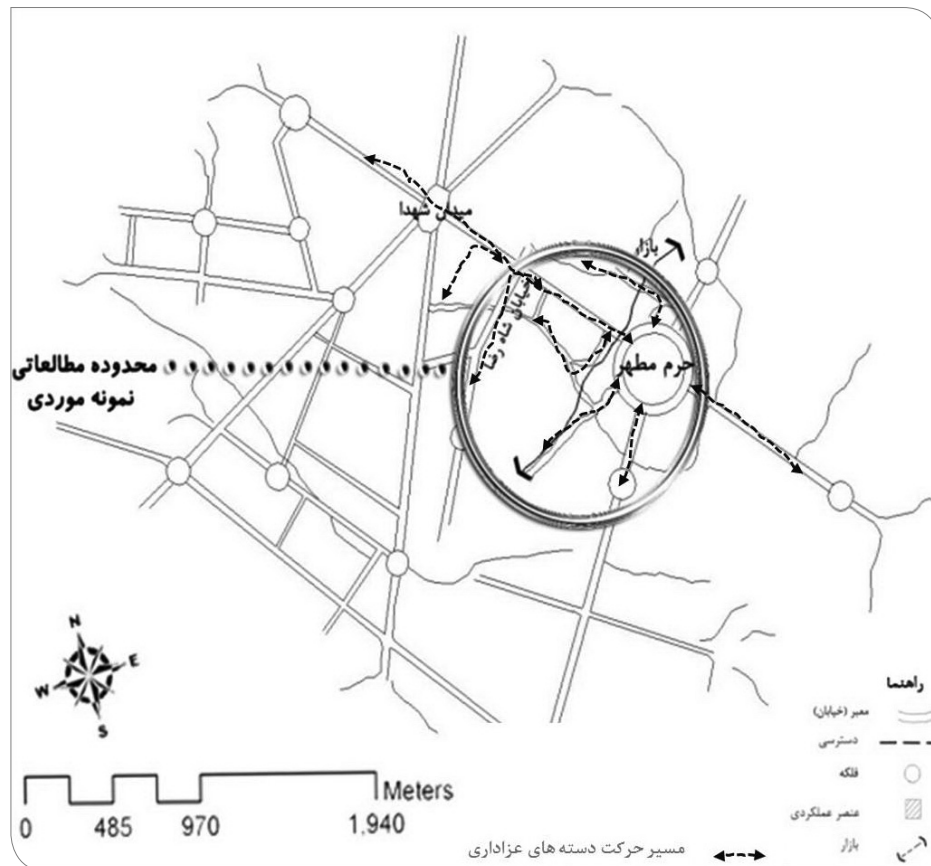 میدان شهدا
بازار
خیابان شاه رضا
حرم مطهر
محدوده مطالعاتی
نمونه موردی
N
E
W
S
راهنما
معبر (خیابان)
دسترسی
فلکه
عنصر عملکردی
بازار
Meters
0 485 970 1,940
مسیر حرکت دسته های عزاداری